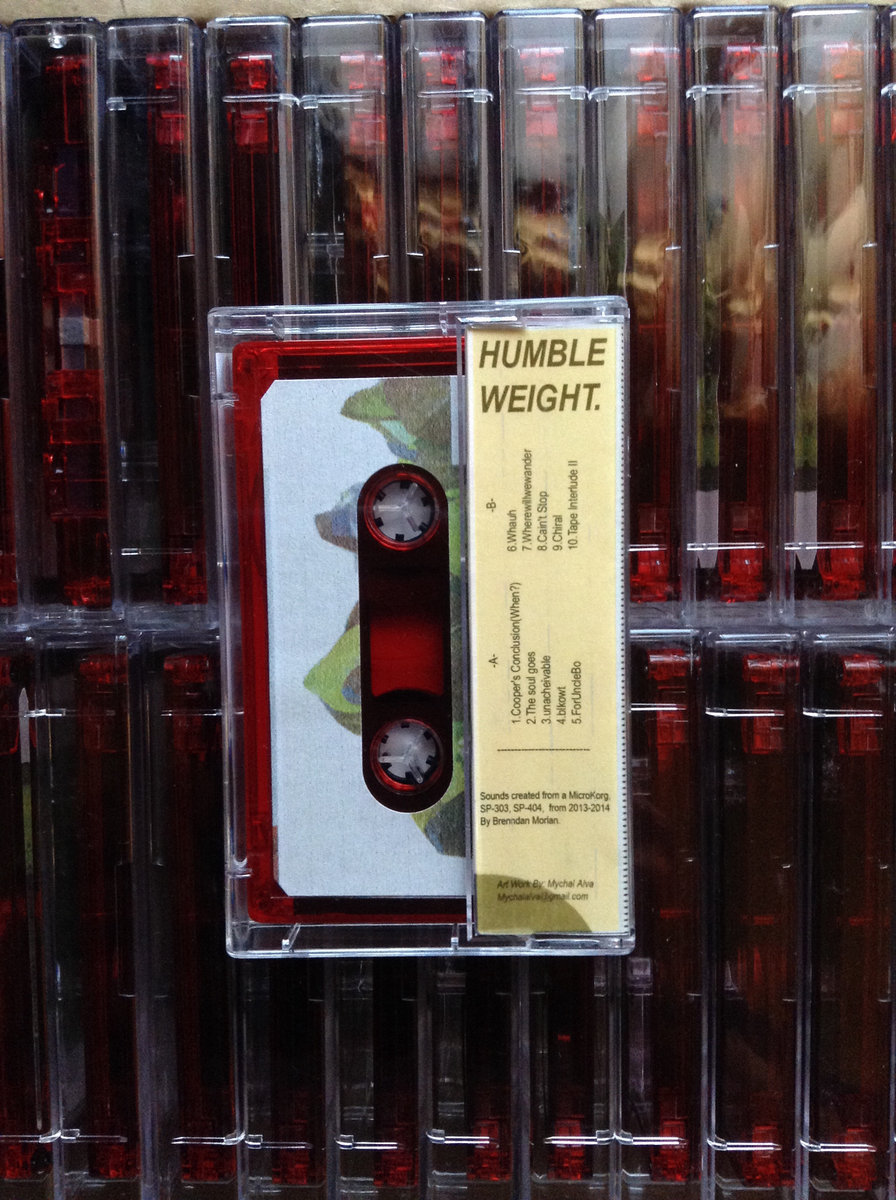 HUMBLE
WEIGHT.
-A-
1.Cooper's Conclusion(When?)
2.The soul goes
3.unacheivable
4.blkowt
5.ForUncleBo
-B-
6.Whauh
7.Wherewillwewander
8.Cain't Stop
9.Chiral
10.Tape Interlude II
Sounds created from a MicroKorg,
SP-303, SP-404, from 2013-2014
By Brenndan Morian.
Art Work By: Mychal Alva
Mychalalva@gmail.com